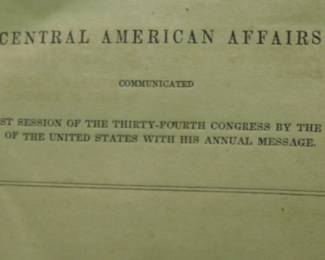 CENTRAL AMERICAN AFFAIRS
COMMUNICATED
ST SESSION OF THE THIRTY-FOURTH CONGRESS BY THE
OF THE UNITED STATES WITH HIS ANNUAL MESSAGE.